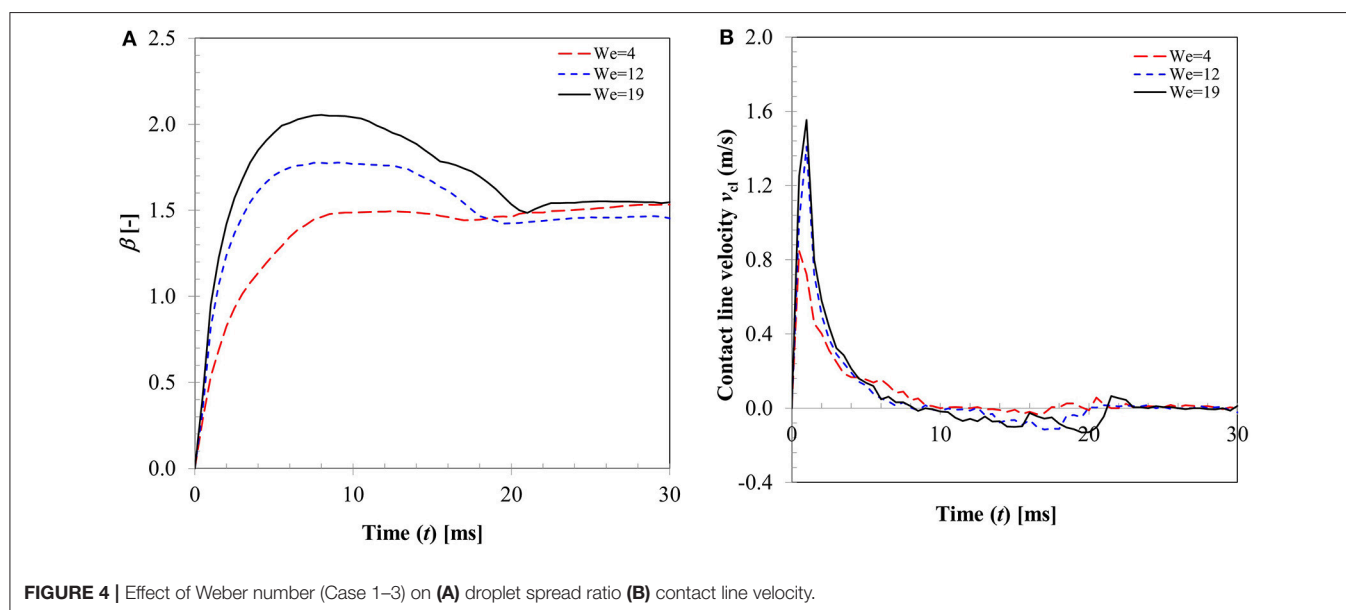 A
2.5
2.0
1.5
1.0
0.5
0.0
β [-]
We=4
We=12
We=19
0
10
20
30
Time (t) [ms]
B
2.0
1.6
1.2
0.8
0.4
0.0
-0.4
Contact line velocity vcl (m/s)
We=4
We=12
We=19
0
10
20
30
Time (t) [ms]
FIGURE 4 | Effect of Weber number (Case 1–3) on (A) droplet spread ratio (B) contact line velocity.